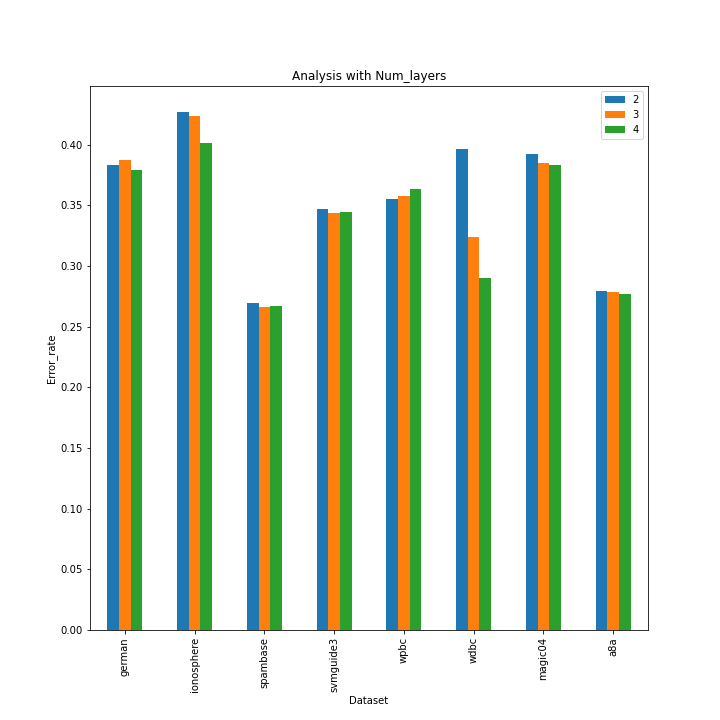 Analysis with Num_layers
2
3
4
0.40
0.35
0.30
0.25
0.20
0.15
0.10
0.05
0.00
Error_rate
german
ionosphere
spambase
svmguide3
wpbc
wdbc
magic04
a8a
Dataset